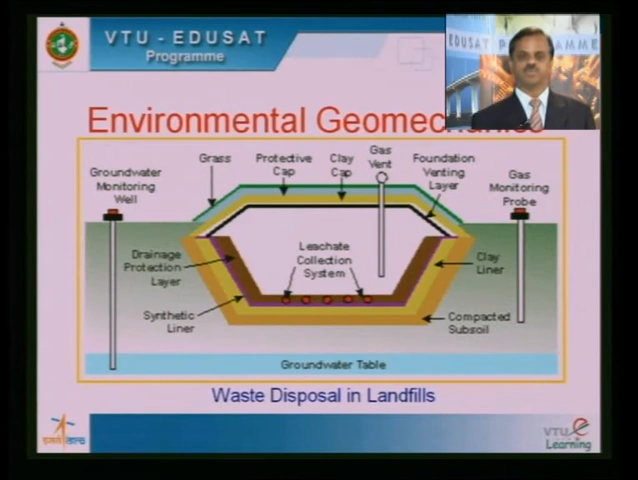 VTU - EDUSAT
Programme
EDUSAT PROGRAMME
Environmental Geomechanics
Groundwater
Monitoring
Well
Grass
Protective
Cap
Clay
Cap
Gas
Vent
Foundation
Venting
Layer
Gas
Monitoring
Probe
Drainage
Protection
Layer
Leachate
Collection
System
Clay
Liner
Synthetic
Liner
Compacted
Subsoil
Groundwater Table
Waste Disposal in Landfills
VTU e
Learning